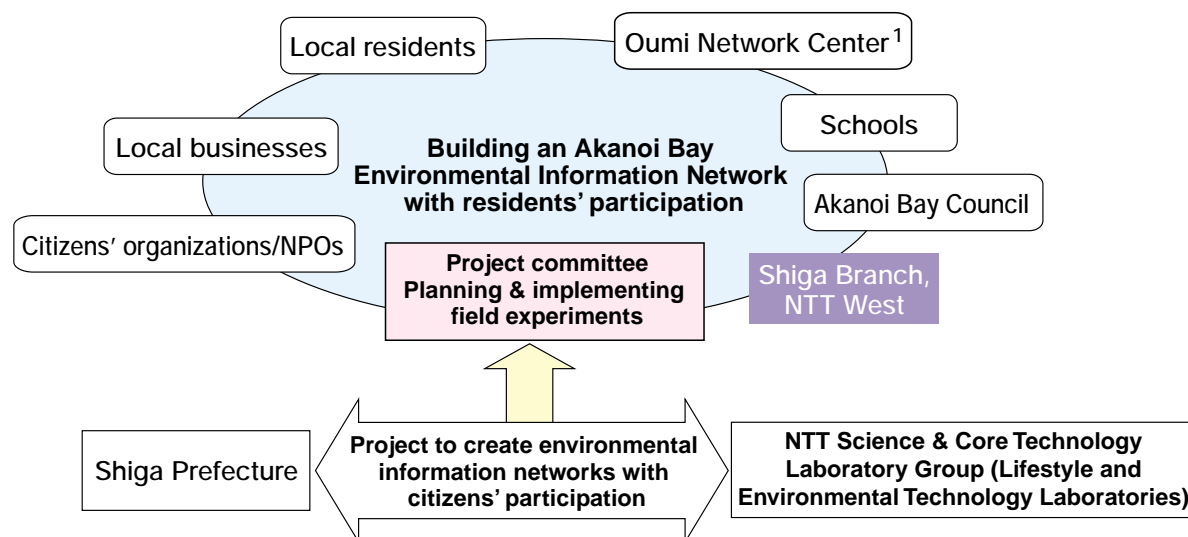 Local residents
Oumi Network Center1
Schools
Local businesses
Building an Akanoi Bay
Environmental Information Network
with residents' participation
Akanoi Bay Council
Citizens' organizations/NPOs
Project committee
Planning & implementing
field experiments
Shiga Branch,
NTT West
Shiga Prefecture
Project to create environmental
information networks with
citizens' participation
NTT Science & Core Technology
Laboratory Group (Lifestyle and
Environmental Technology Laboratories)